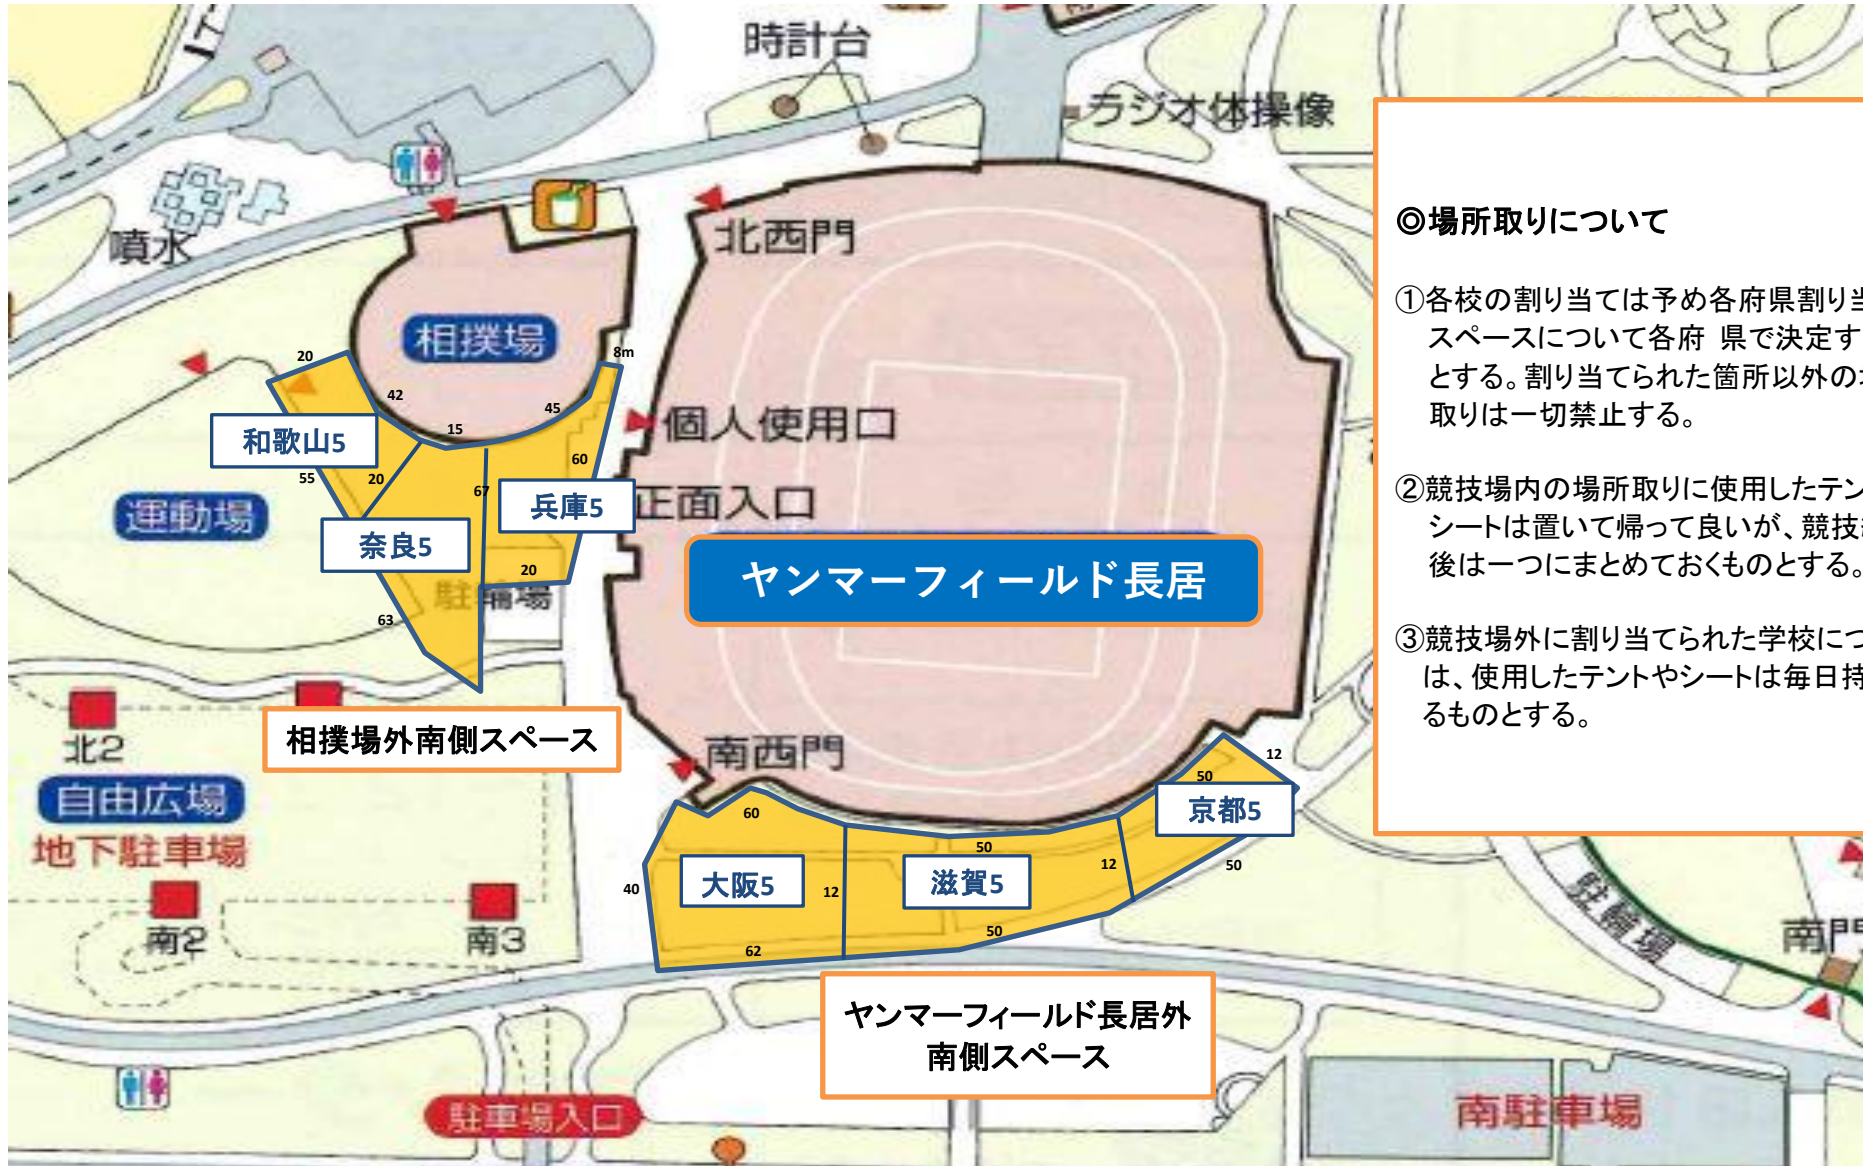 時計台
ラジオ体操像
噴水
北西門
相撲場
20
8m
42
45
15
個人使用口
和歌山5
60
55
20
67
運動場
兵庫5
正面入口
奈良5
20
駐輪場
63
ヤンマーフィールド長居
北2
相撲場外南側スペース
南西門
自由広場
地下駐車場
12
50
京都5
60
50
12
50
40
大阪5
12
滋賀5
南2
南3
62
50
駐輪場
南門
ヤンマーフィールド長居外
南側スペース
駐車場入口
南駐車場
◎場所取りについて
①各校の割り当ては予め各府県割り当
スペースについて各府 県で決定す
とする。割り当てられた箇所以外の
取りは一切禁止する。
②競技場内の場所取りに使用したテン
シートは置いて帰って良いが、競技
後は一つにまとめておくものとする。
③競技場外に割り当てられた学校につ
は、使用したテントやシートは毎日持
るものとする。